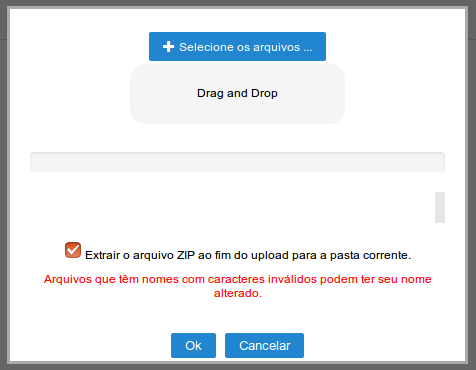 Selecione os arquivos ...
Drag and Drop
Extrair o arquivo ZIP ao fim do upload para a pasta corrente.
Arquivos que têm nomes com caracteres inválidos podem ter seu nome
alterado.
Ok Cancelar